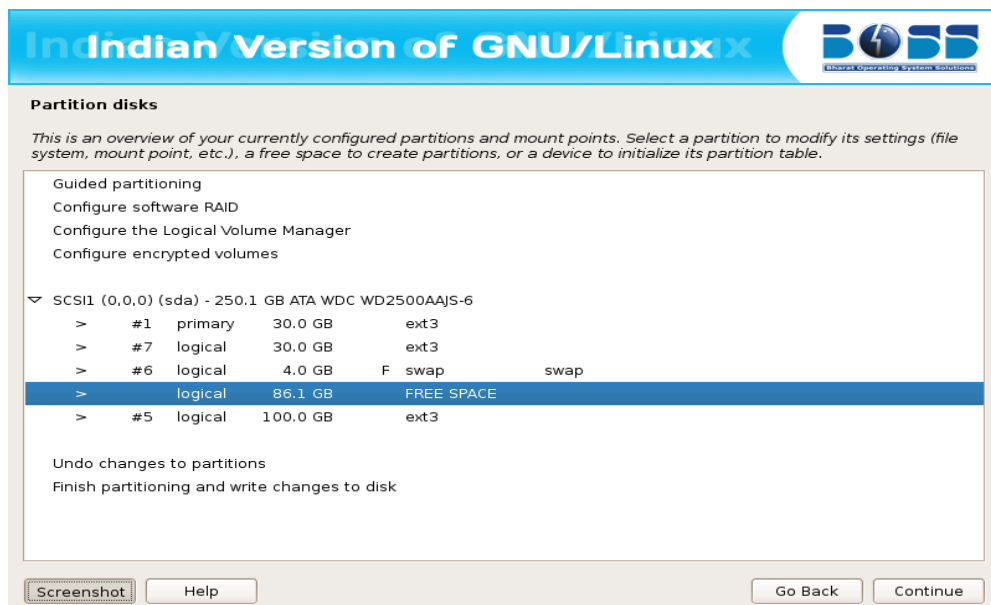 Indian Version of GNU/Linux
BOSS
Bharat Operating System Solutions
Partition disks
This is an overview of your currently configured partitions and mount points. Select a partition to modify its settings (file
system, mount point, etc.), a free space to create partitions, or a device to initialize its partition table.
Guided partitioning
Configure software RAID
Configure the Logical Volume Manager
Configure encrypted volumes
SCSI1 (0,0,0) (sda) - 250.1 GB ATA WDC WD2500AAJS-6
> #1 primary 30.0 GB ext3
> #7 logical 30.0 GB ext3
> #6 logical 4.0 GB F swap swap
> logical 86.1 GB FREE SPACE
> #5 logical 100.0 GB ext3
Undo changes to partitions
Finish partitioning and write changes to disk
Screenshot Help Go Back Continue